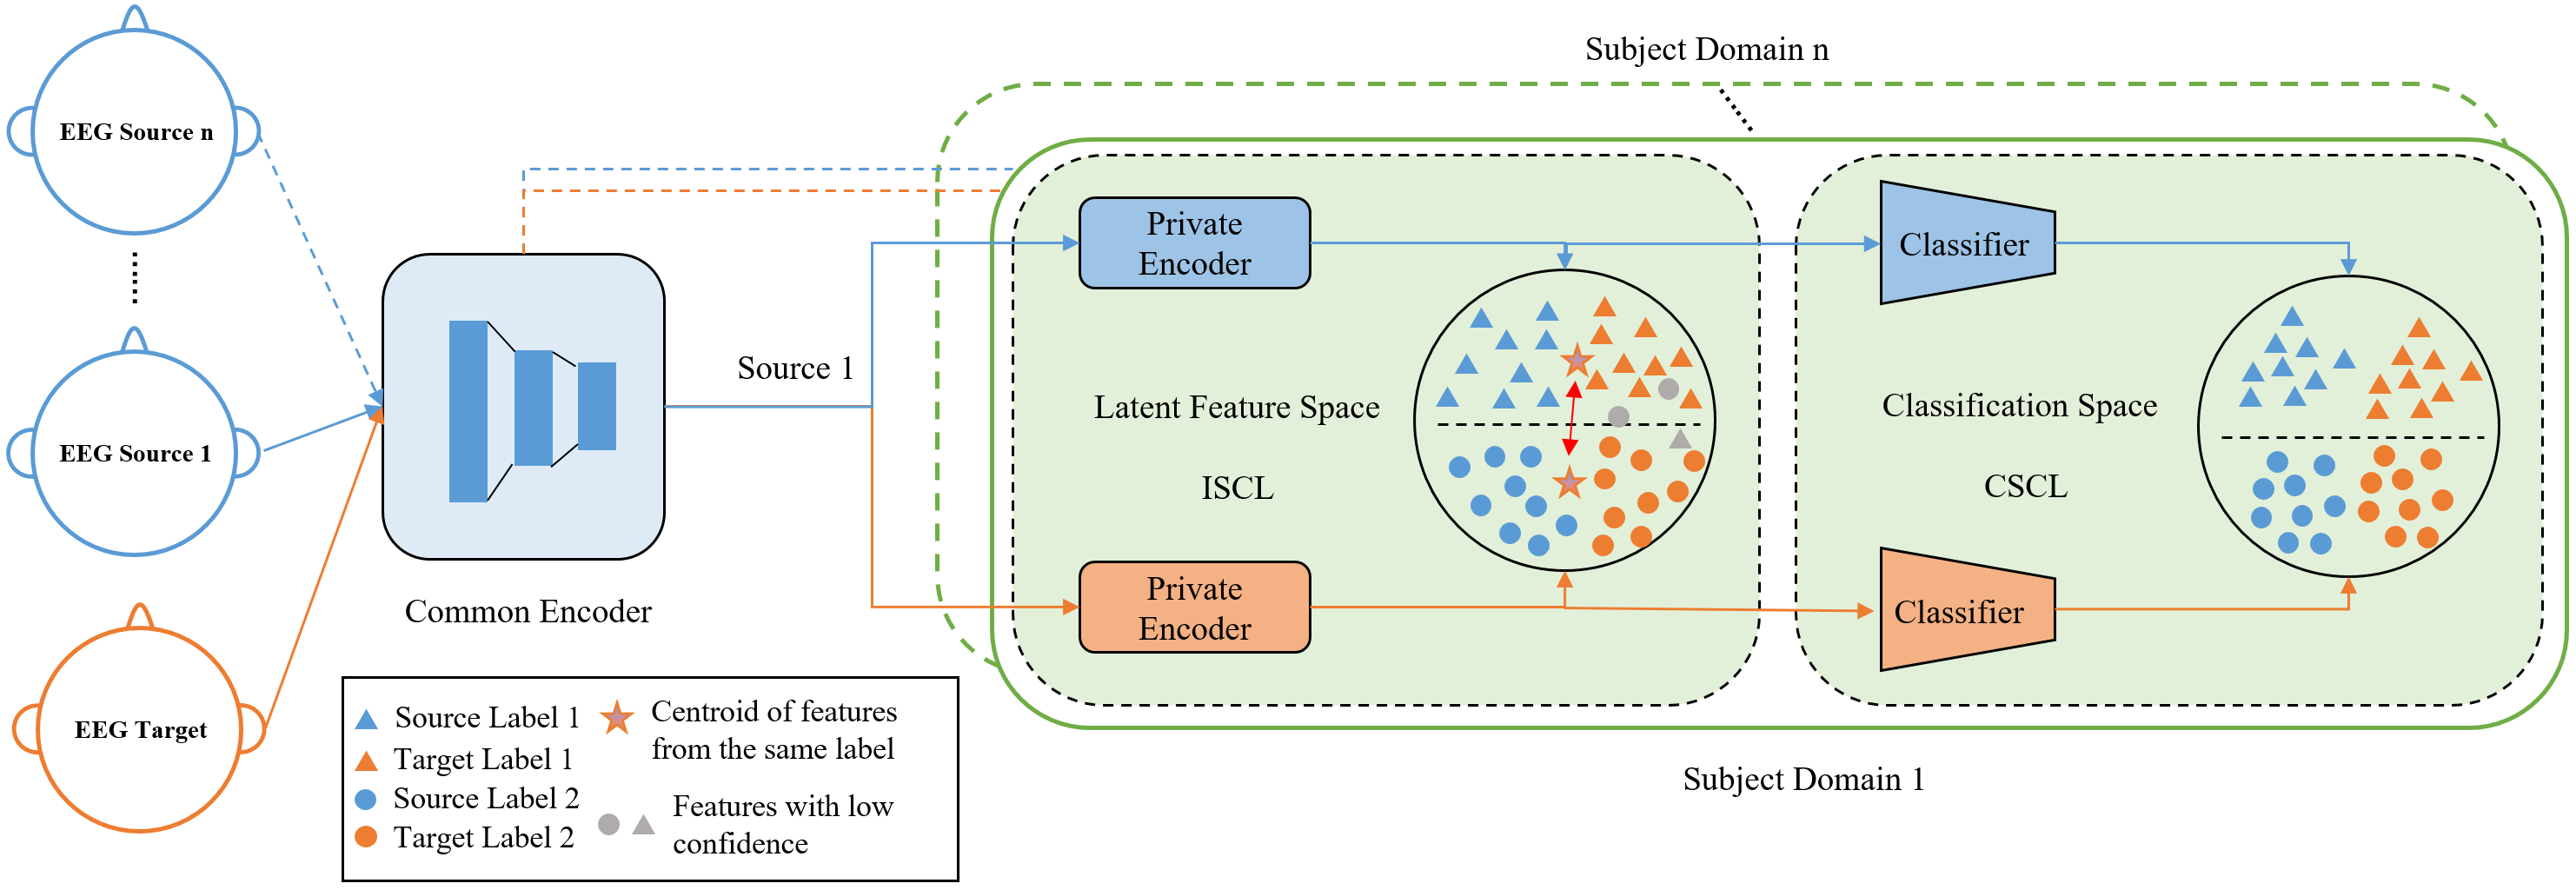 EEG Source n
EEG Source 1
EEG Target
Common Encoder
Source 1
Subject Domain n
Private
Encoder
Latent Feature Space
ISCL
Private
Encoder
Classifier
Classification Space
CSCL
Classifier
Subject Domain 1
Source Label 1
Target Label 1
Source Label 2
Target Label 2
Centroid of features
from the same label
Features with low
confidence